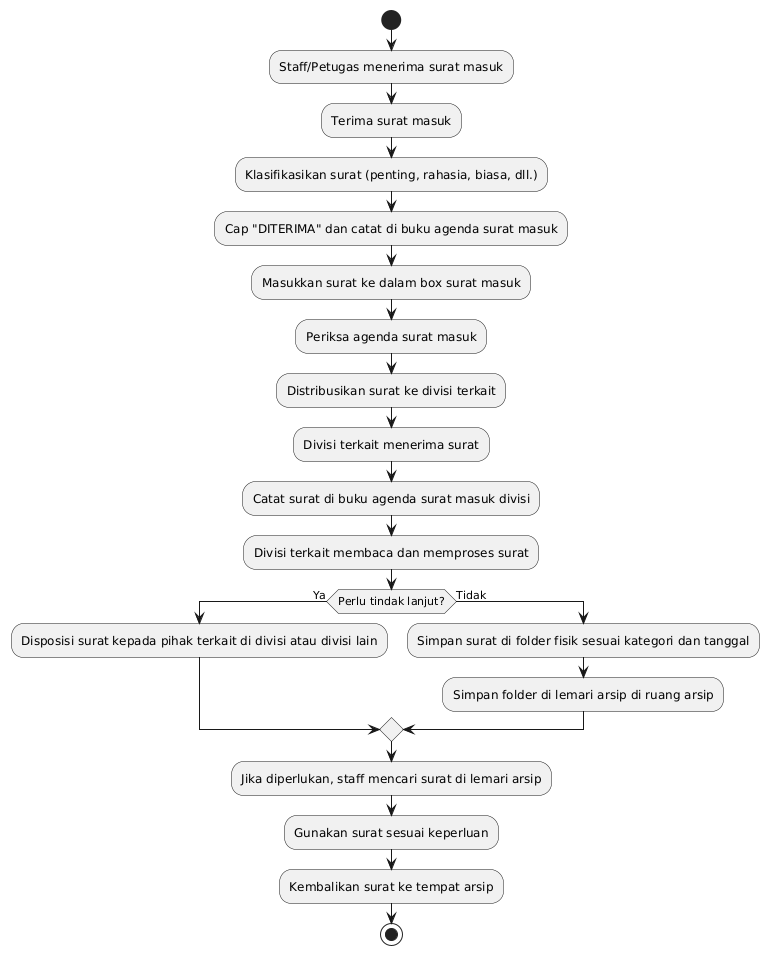 Staff/Petugas menerima surat masuk
Terima surat masuk
Klasifikasikan surat (penting, rahasia, biasa, dll.)
Cap "DITERIMA" dan catat di buku agenda surat masuk
Masukkan surat ke dalam box surat masuk
Periksa agenda surat masuk
Distribusikan surat ke divisi terkait
Divisi terkait menerima surat
Catat surat di buku agenda surat masuk divisi
Divisi terkait membaca dan memproses surat
Ya
Perlu tindak lanjut?
Tidak
Disposisi surat kepada pihak terkait di divisi atau divisi lain
Simpan surat di folder fisik sesuai kategori dan tanggal
Simpan folder di lemari arsip di ruang arsip
Jika diperlukan, staff mencari surat di lemari arsip
Gunakan surat sesuai keperluan
Kembalikan surat ke tempat arsip